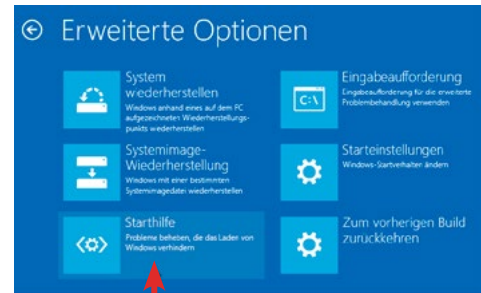 Erweiterte Optionen
System
wiederherstellen
Windows anhand eines auf dem PC
aufgezeichneten Wiederherstellungs-
punkts wiederherstellen
Systemimage-
Wiederherstellung
Windows mit einer bestimmten
Systemimagedatei wiederherstellen
Starthilfe
Probleme beheben, die das Laden von
Windows verhindern
C:\
Eingabeaufforderung
Eingabeaufforderung für die erweiterte
Problembehandlung verwenden
Starteinstellungen
Windows-Startverhalten ändern
Zum vorherigen Build
zurückkehren